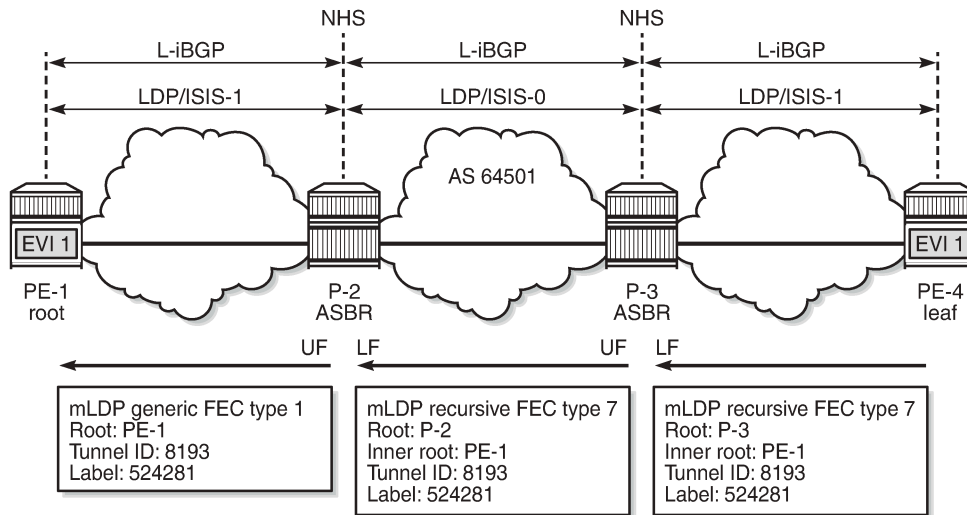 NHS
NHS
L-iBGP
L-iBGP
L-iBGP
LDP/ISIS-1
LDP/ISIS-0
LDP/ISIS-1
AS 64501
EVI 1
EVI 1
PE-1
root
P-2
ASBR
P-3
ASBR
PE-4
leaf
UF
LF
UF
LF
mLDP generic FEC type 1
Root: PE-1
Tunnel ID: 8193
Label: 524281
mLDP recursive FEC type 7
Root: P-2
Inner root: PE-1
Tunnel ID: 8193
Label: 524281
mLDP recursive FEC type 7
Root: P-3
Inner root: PE-1
Tunnel ID: 8193
Label: 524281